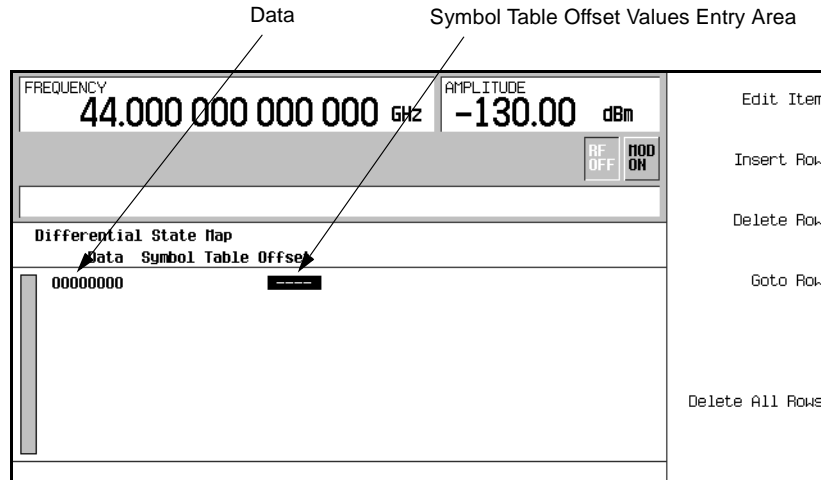 Data
Symbol Table Offset Values Entry Area
FREQUENCY
44.000 000 000 000 GHz
AMPLITUDE
-130.00 dBm
RF OFF
MOD ON
Edit Item
Insert Row
Delete Row
Goto Row
Delete All Rows
Differential State Map
Data Symbol Table Offset
00000000 ----